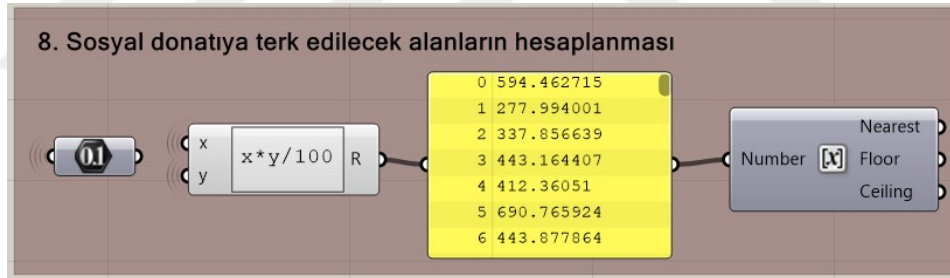 8. Sosyal donatıya terk edilecek alanların hesaplanması
0.1
x
y
x*y/100
R
0 594.462715
1 277.994001
2 337.856639
3 443.164407
4 412.36051
5 690.765924
6 443.877864
Number
[x]
Nearest
Floor
Ceiling